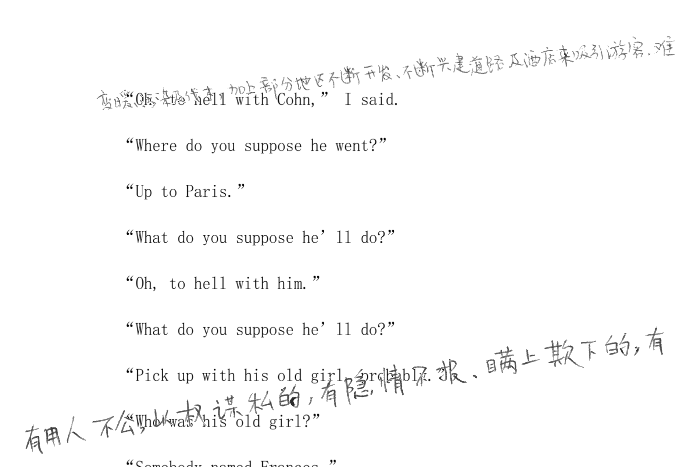 变暖，加上部分地区不断开发、不断兴建道路及酒店来吸引游客，难
“Oh, to hell with Cohn,” I said.
“Where do you suppose he went?”
“Up to Paris.”
“What do you suppose he’ll do?”
“Oh, to hell with him.”
“What do you suppose he’ll do?”
“Pick up with his old girl, probably.”
有用人不公，以权谋私的，有隐情不报、瞒上欺下的，有
“Who was his old girl?”
“Somebody named Frances.”